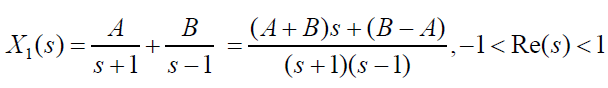 X₁(s) = A/(s+1) + B/(s−1) = ((A+B)s+(B−A))/((s+1)(s−1)), −1 < Re(s) < 1